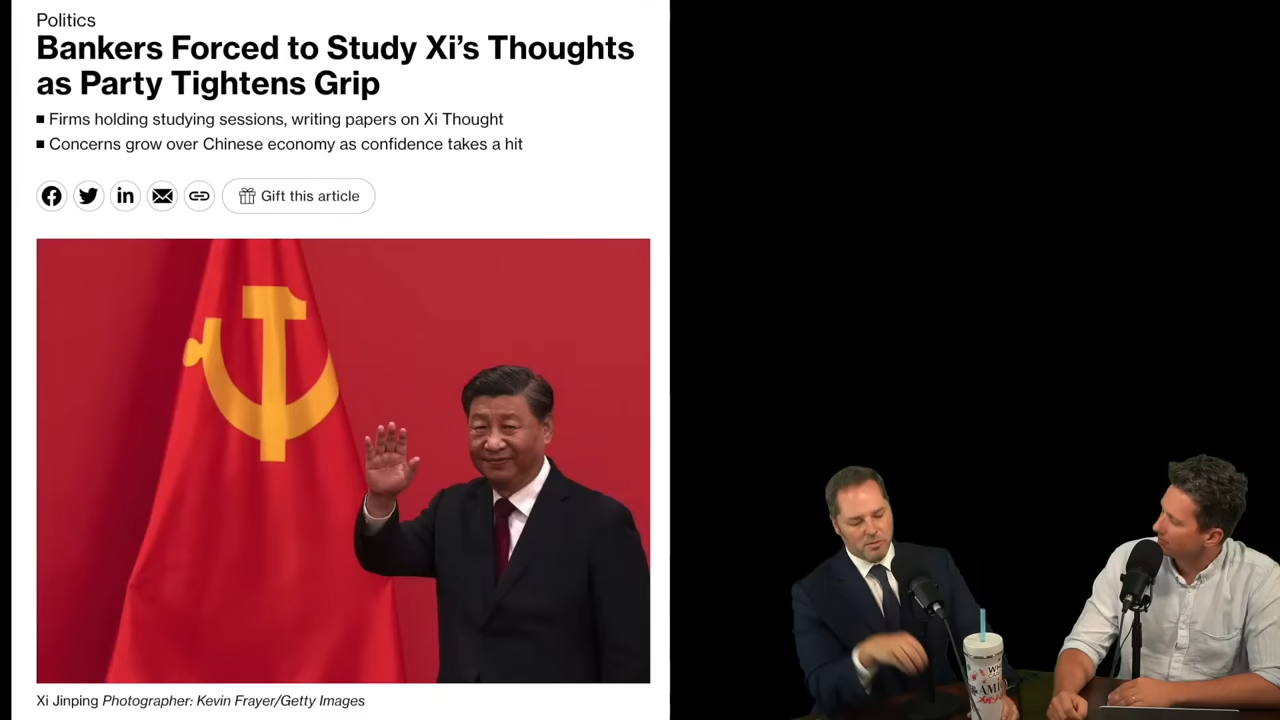 Politics
Bankers Forced to Study Xi’s Thoughts
as Party Tightens Grip
■ Firms holding studying sessions, writing papers on Xi Thought
■ Concerns grow over Chinese economy as confidence takes a hit
in
Gift this article
Xi Jinping Photographer: Kevin Frayer/Getty Images